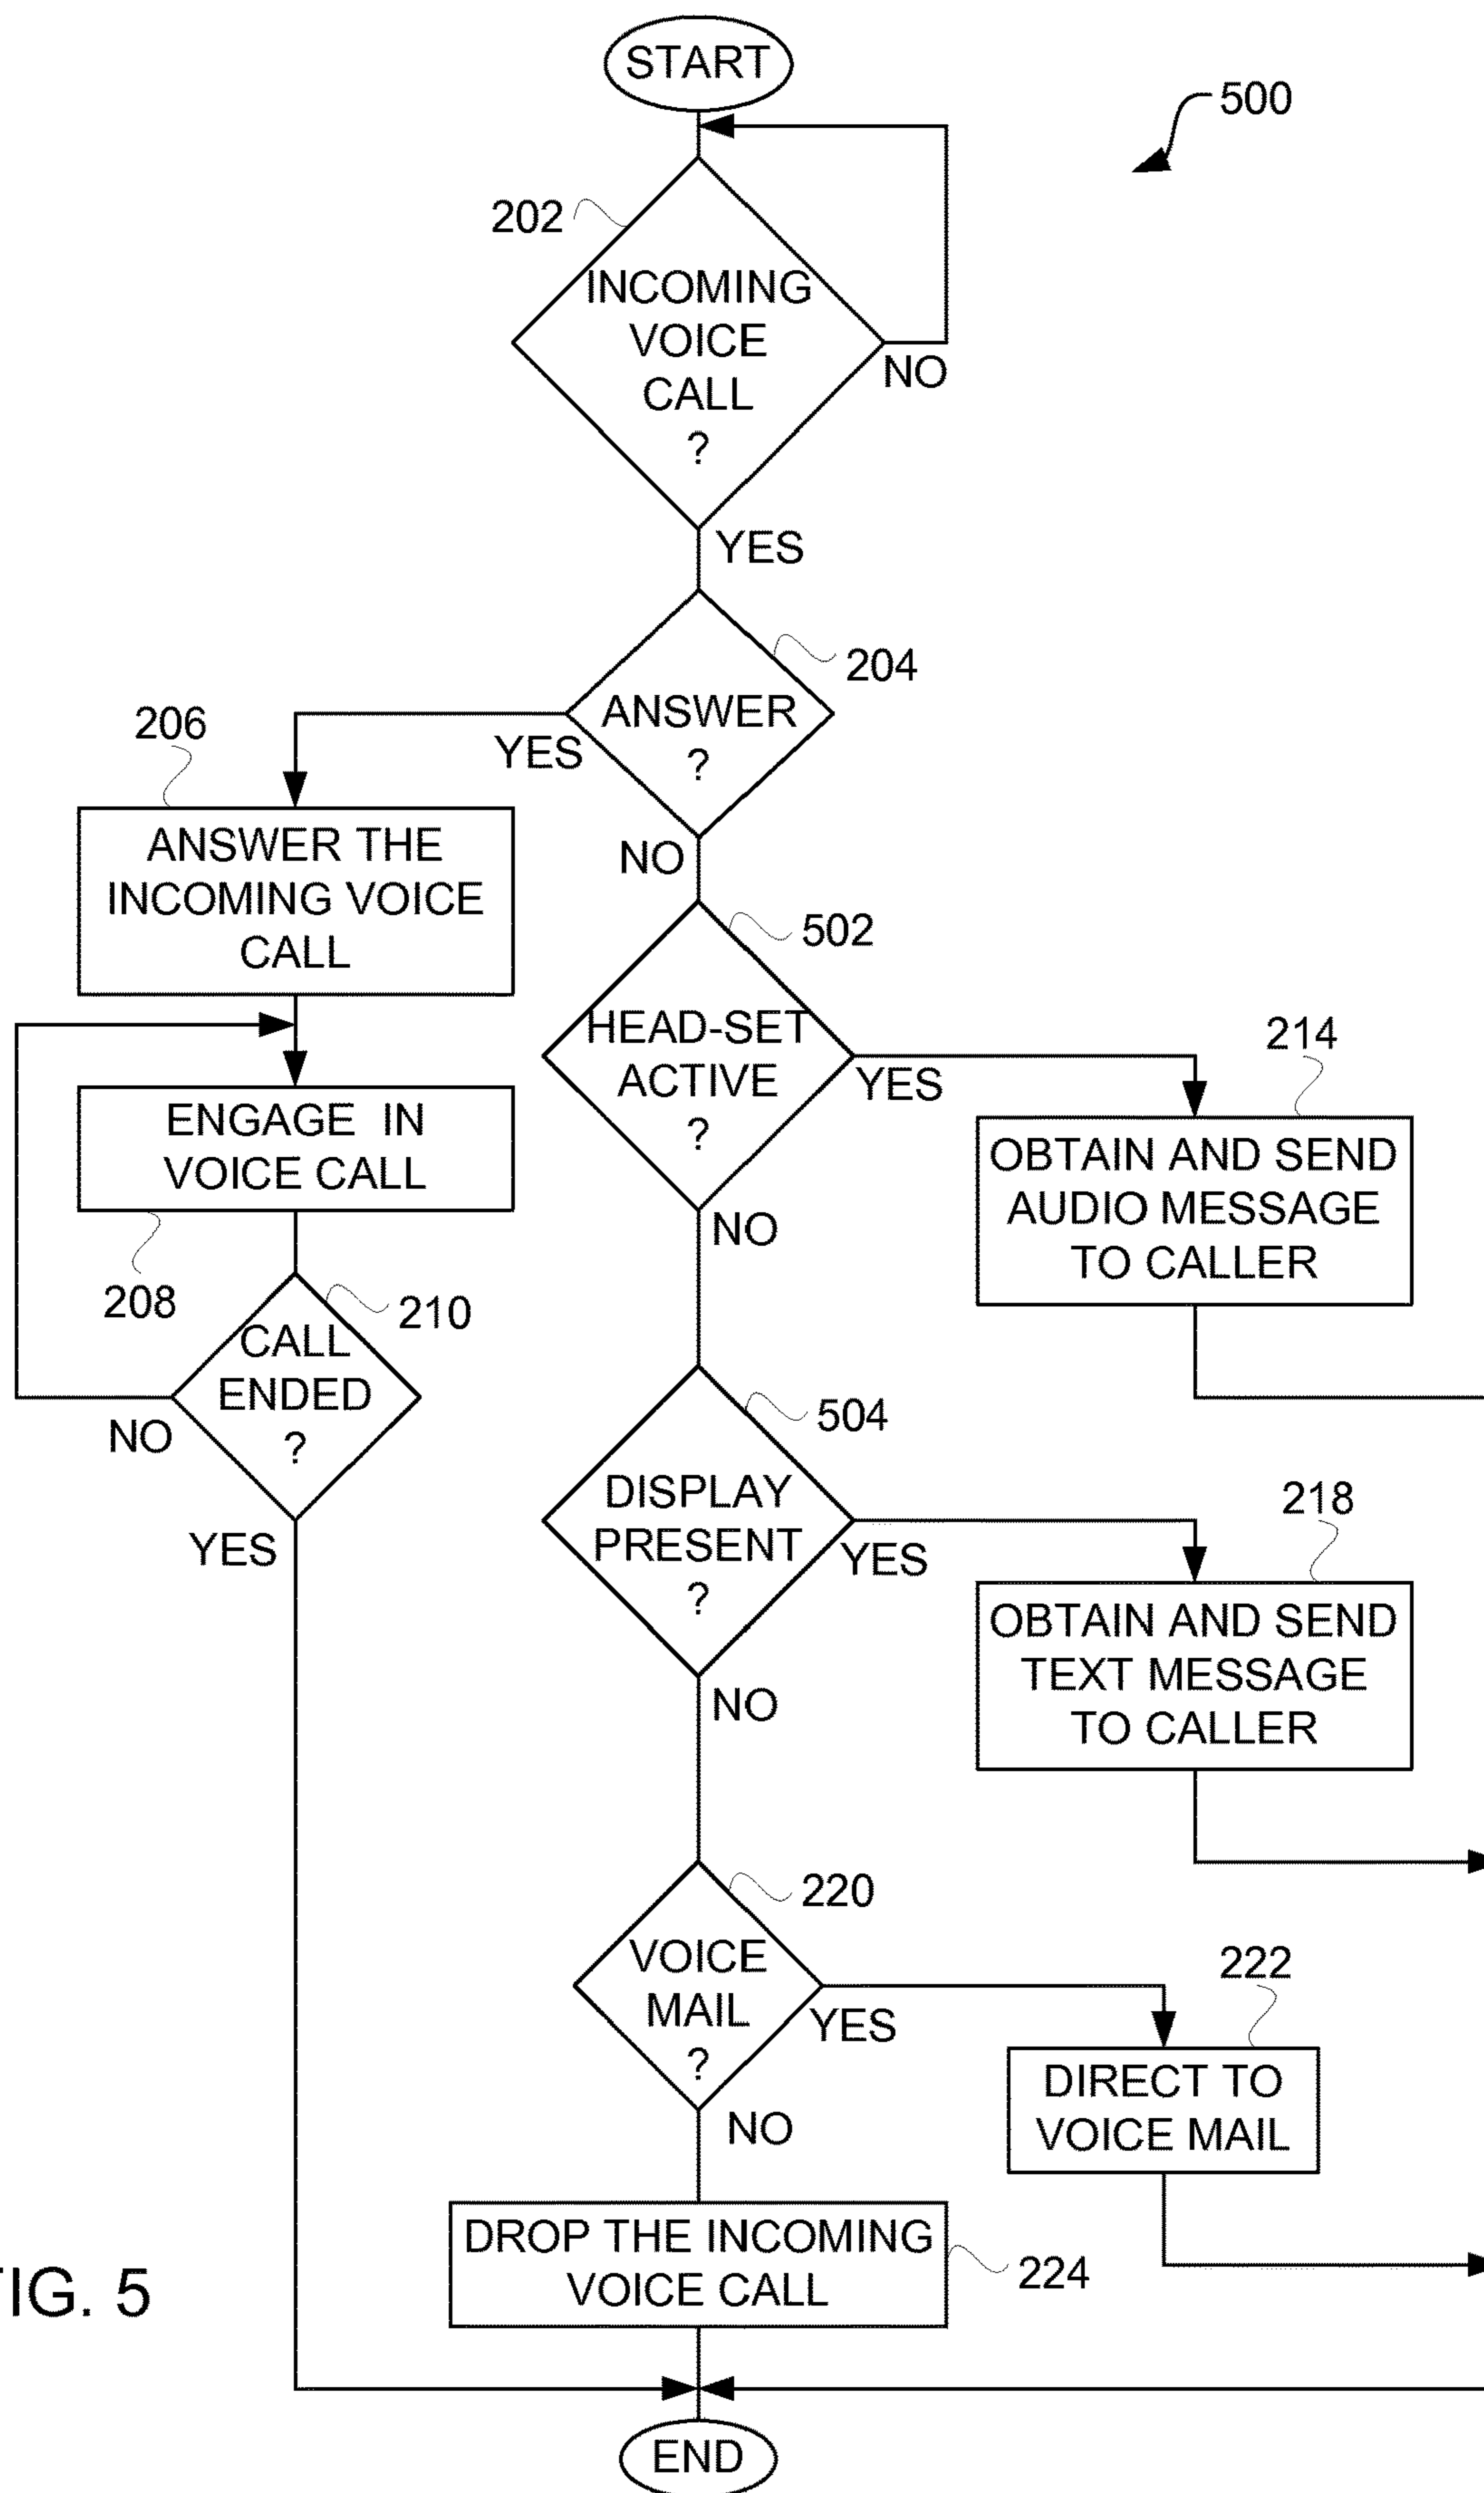 START
500
202
INCOMING
VOICE
CALL
?
NO
YES
204
ANSWER
?
YES
NO
206
ANSWER THE
INCOMING VOICE
CALL
502
HEAD-SET
ACTIVE
?
YES
NO
214
OBTAIN AND SEND
AUDIO MESSAGE
TO CALLER
ENGAGE IN
VOICE CALL
208
210
CALL
ENDED
?
NO
YES
504
DISPLAY
PRESENT
?
YES
NO
218
OBTAIN AND SEND
TEXT MESSAGE
TO CALLER
220
VOICE
MAIL
?
YES
NO
222
DIRECT TO
VOICE MAIL
DROP THE INCOMING
VOICE CALL
224
IG. 5
END